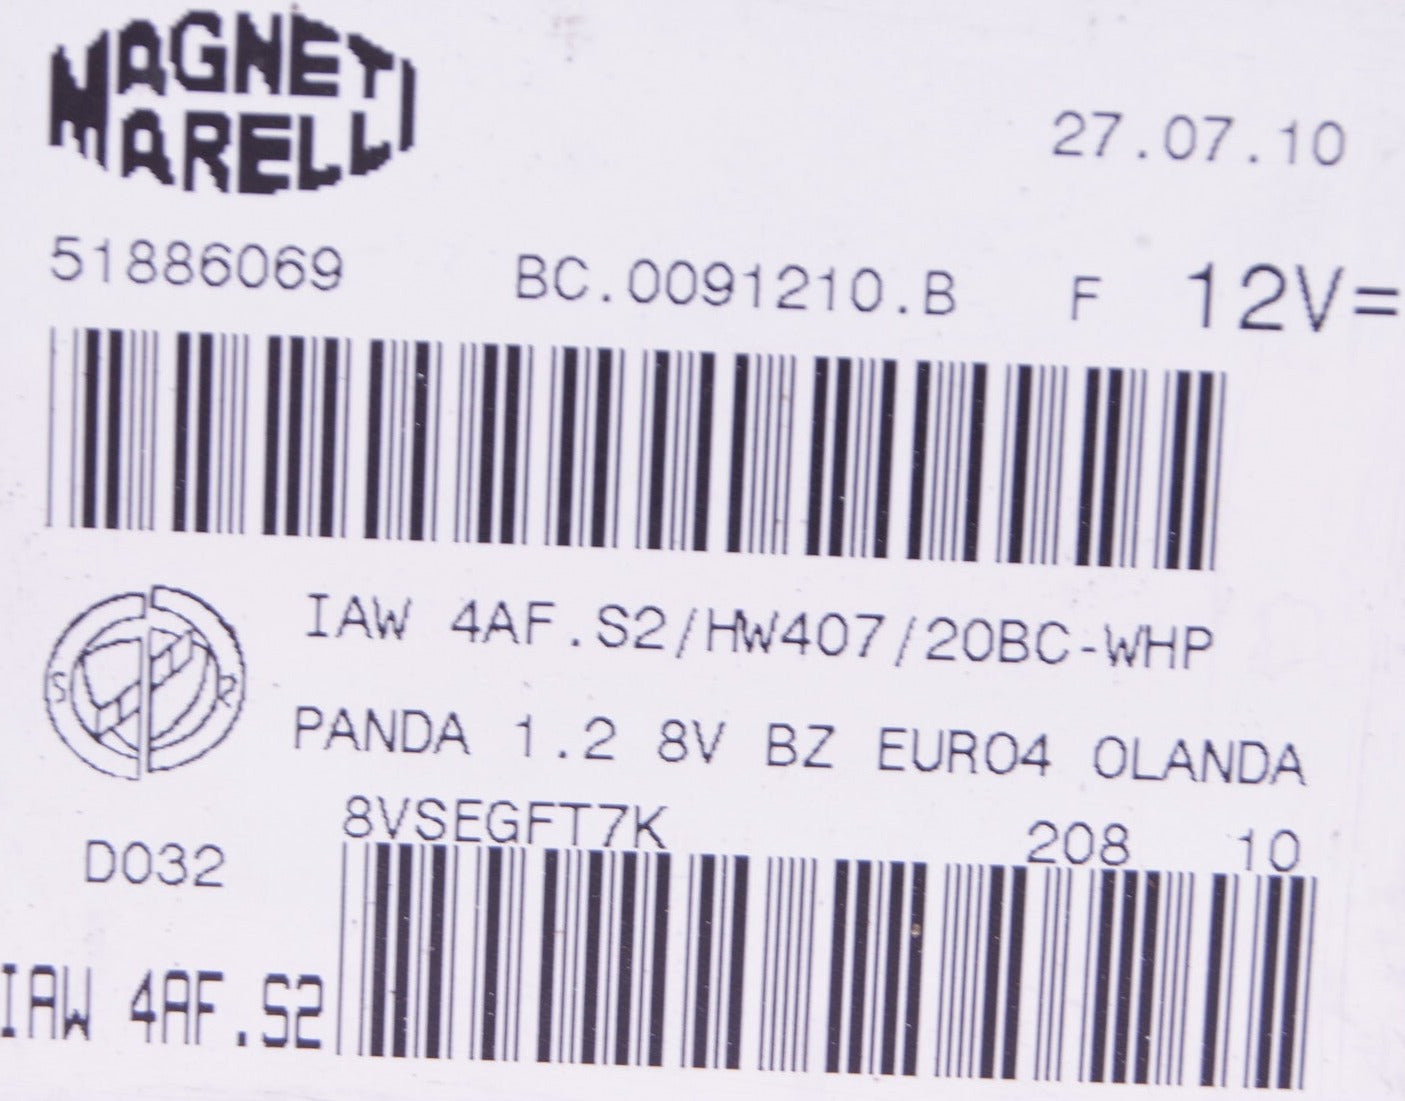 MAGNETI
MARELLI
27.07.10
51886069 BC.0091210.B F 12V=
IAW 4AF.S2/HW407/20BC-WHP
S 2
PANDA 1.2 8V BZ EURO4 OLANDA
8VSEGFT7K 208 10
D032
IAW 4AF.S2